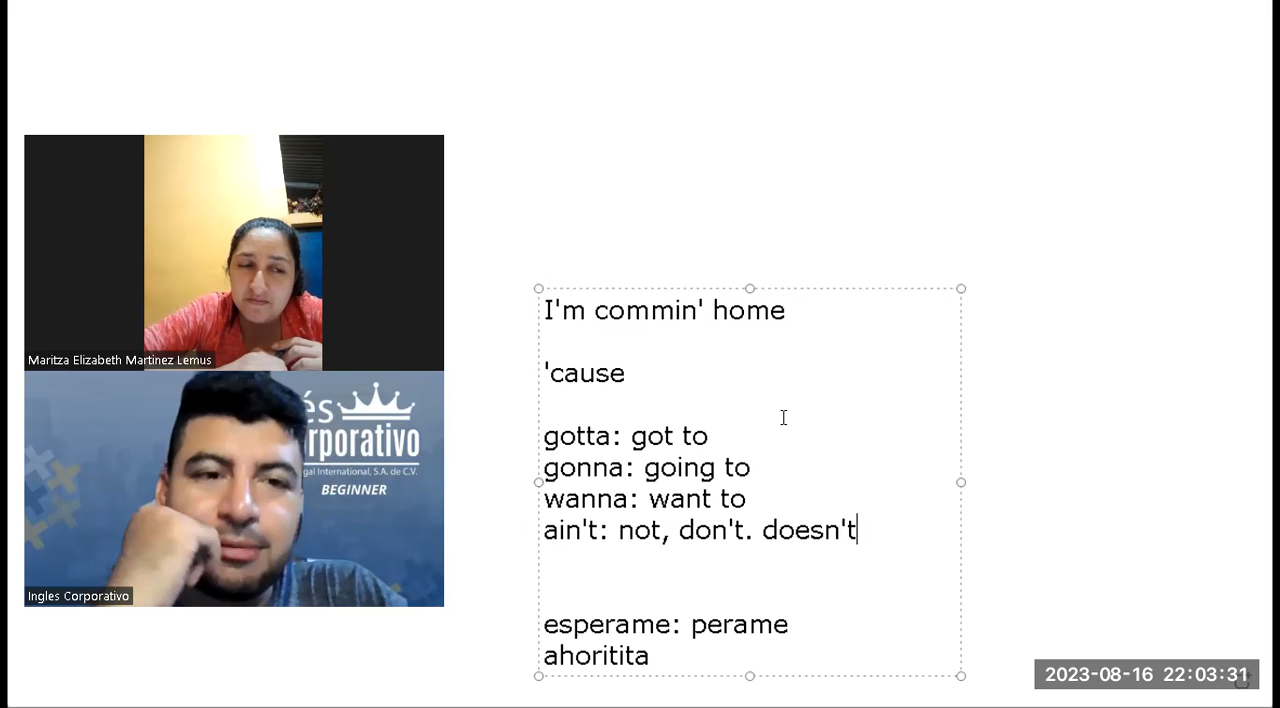 Maritza Elizabeth Martinez Lemus
és
orporativo
gal International, S.A. de C.V.
BEGINNER
Ingles Corporativo
I'm commin' home
'cause
gotta: got to
gonna: going to
wanna: want to
ain't: not, don't. doesn't
esperame: perame
ahoritita
2023-08-16 22:03:31